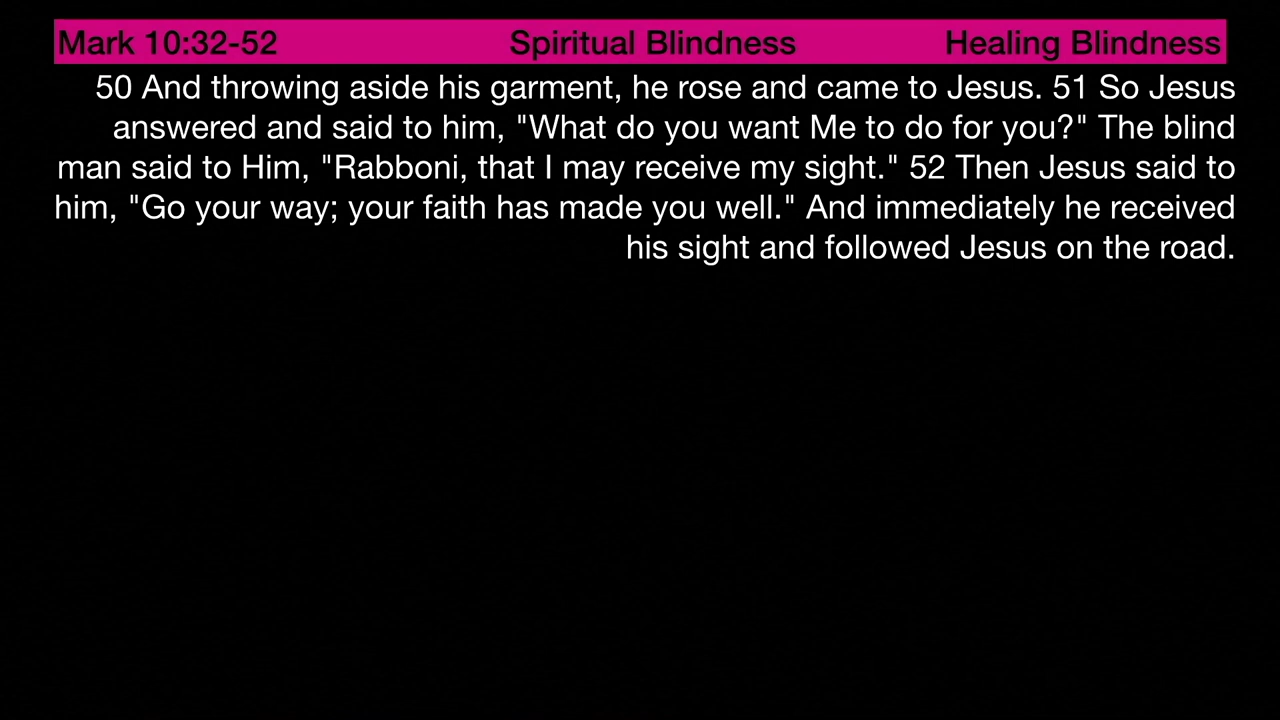 Mark 10:32-52 Spiritual Blindness Healing Blindness
50 And throwing aside his garment, he rose and came to Jesus. 51 So Jesus
answered and said to him, "What do you want Me to do for you?" The blind
man said to Him, "Rabboni, that I may receive my sight." 52 Then Jesus said to
him, "Go your way; your faith has made you well." And immediately he received
his sight and followed Jesus on the road.